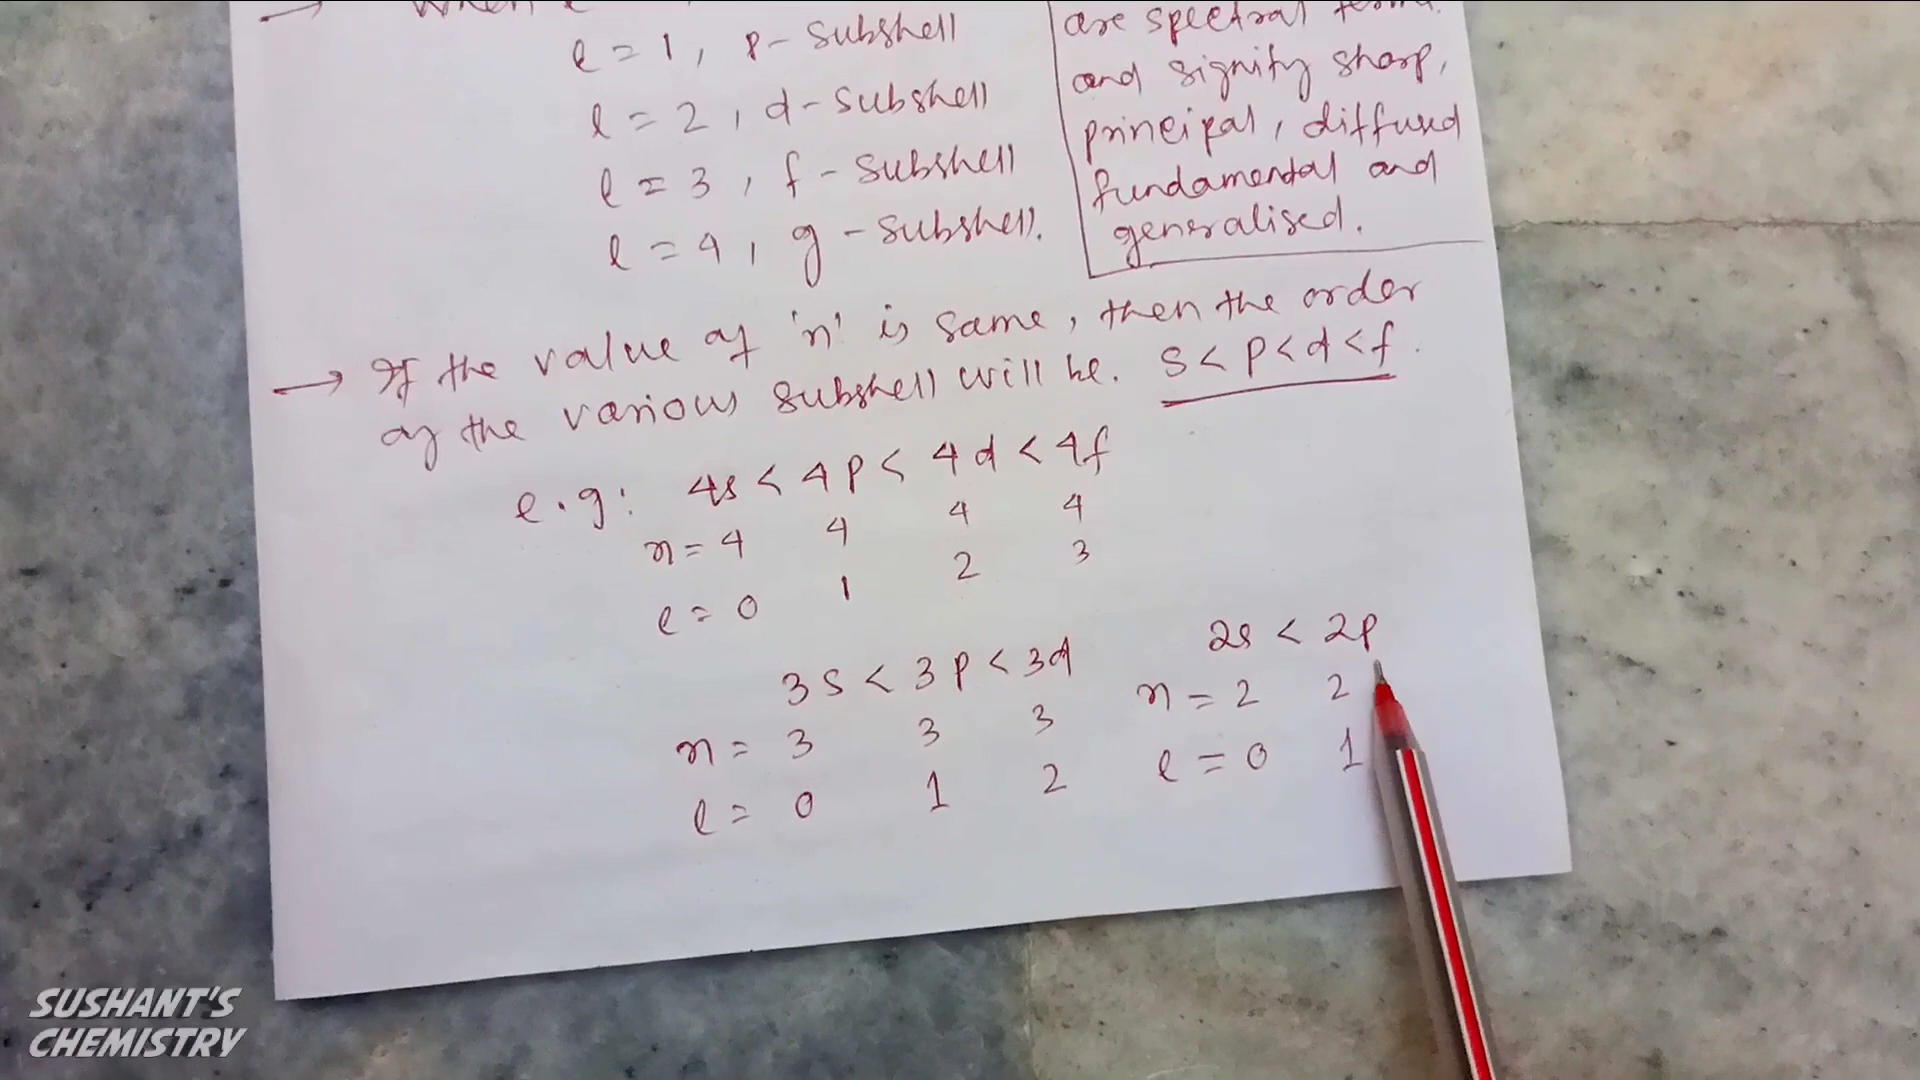 → When l
l = 1, p - subshell
l = 2, d - subshell
l = 3, f - subshell
l = 4, g - subshell.
are spectral terms
and signify sharp,
principal, diffused
fundamental and
generalised.
→ If the value of 'n' is same, then the order
of the various subshell will be. s < p < d < f.
e.g: 4s < 4p < 4d < 4f
n = 4 4 4 4
l = 0 1 2 3
3s < 3p < 3d
n = 3 3 3
l = 0 1 2
2s < 2p
n = 2 2
l = 0 1
SUSHANT'S
CHEMISTRY